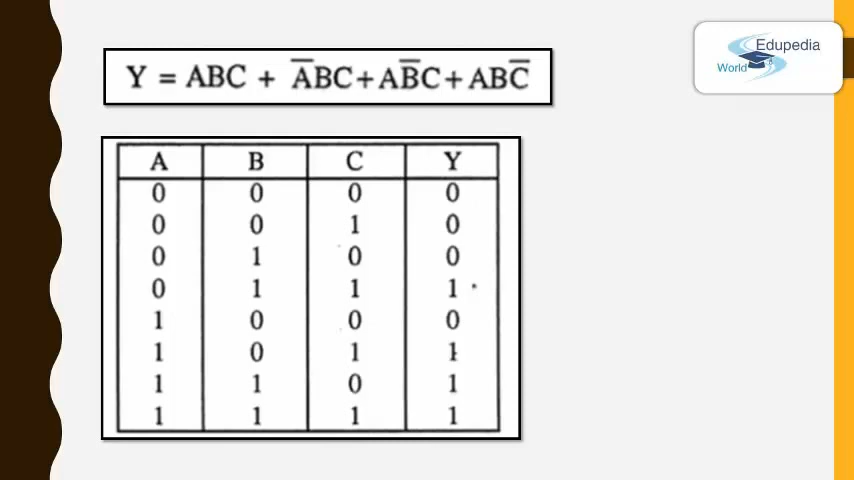 Y = ABC + A̅BC+AB̅C+ABC̅
Edupedia
World
A B C Y
0 0 0 0
0 0 1 0
0 1 0 0
0 1 1 1
1 0 0 0
1 0 1 1
1 1 0 1
1 1 1 1